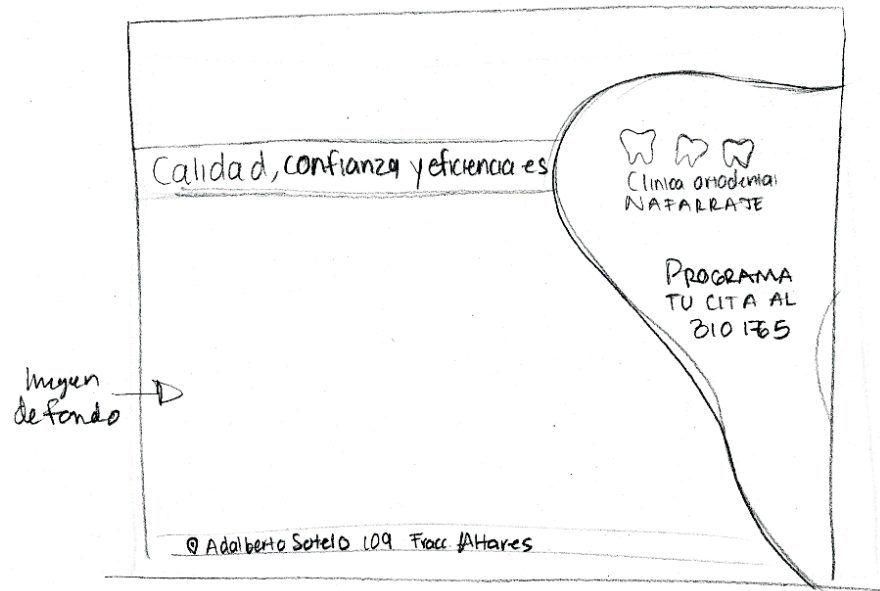 Calidad, confianza y eficiencia es
Clinica ortodental
NAFARRATE
PROGRAMA
TU CITA AL
310 1765
Imagen
de fondo
Adalberto Sotelo 109 Fracc.